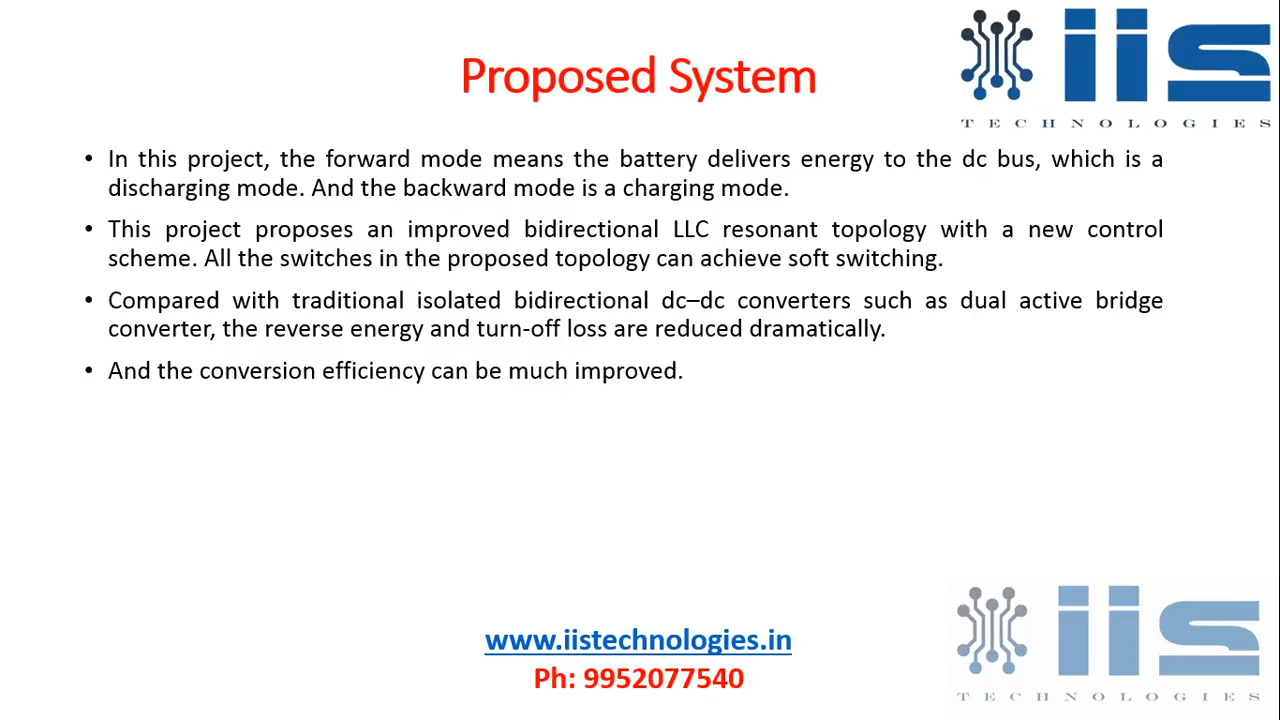 iis
TECHNOLOGIES
Proposed System
• In this project, the forward mode means the battery delivers energy to the dc bus, which is a
discharging mode. And the backward mode is a charging mode.
• This project proposes an improved bidirectional LLC resonant topology with a new control
scheme. All the switches in the proposed topology can achieve soft switching.
• Compared with traditional isolated bidirectional dc–dc converters such as dual active bridge
converter, the reverse energy and turn-off loss are reduced dramatically.
• And the conversion efficiency can be much improved.
www.iistechnologies.in
Ph: 9952077540
iis
TECHNOLOGIES